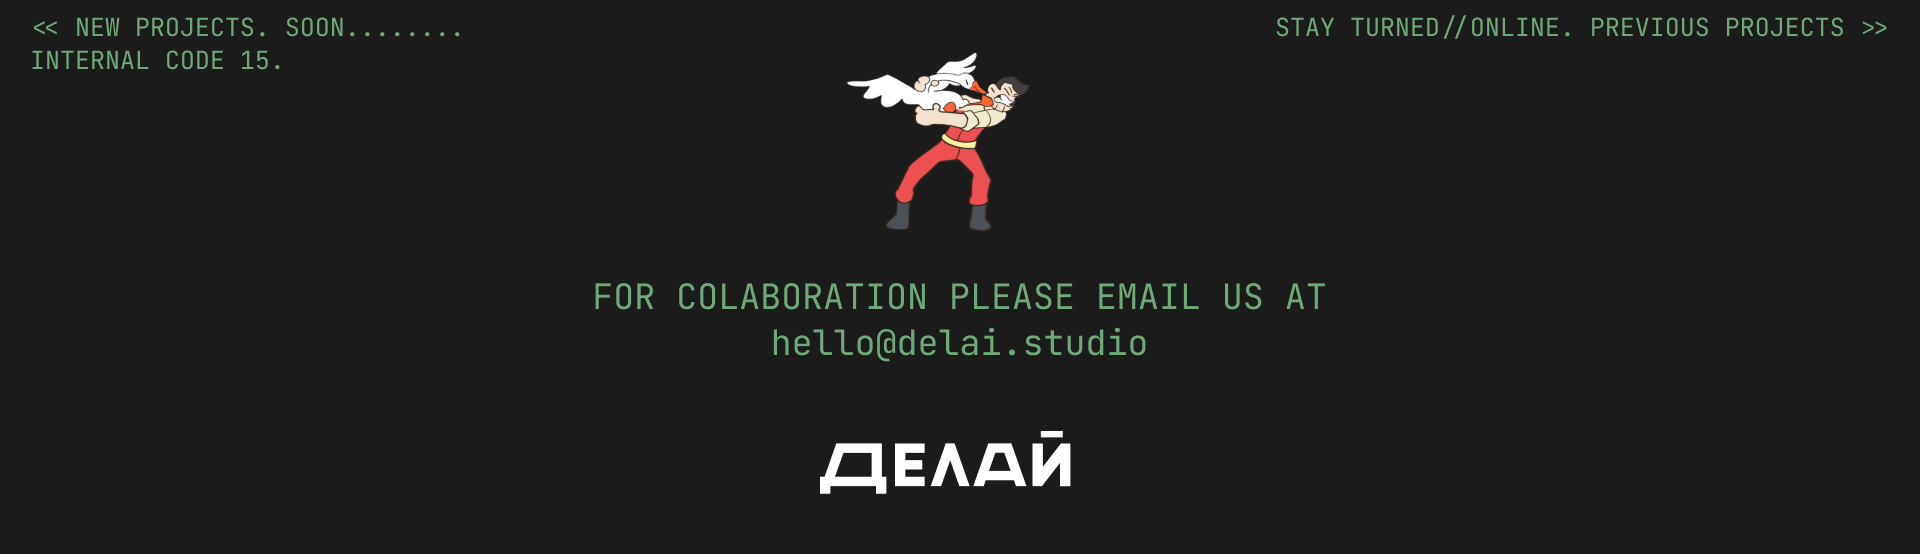 << NEW PROJECTS. SOON........
INTERNAL CODE 15.
STAY TURNED//ONLINE. PREVIOUS PROJECTS >>
FOR COLABORATION PLEASE EMAIL US AT
hello@delai.studio
ДЕЛАЙ